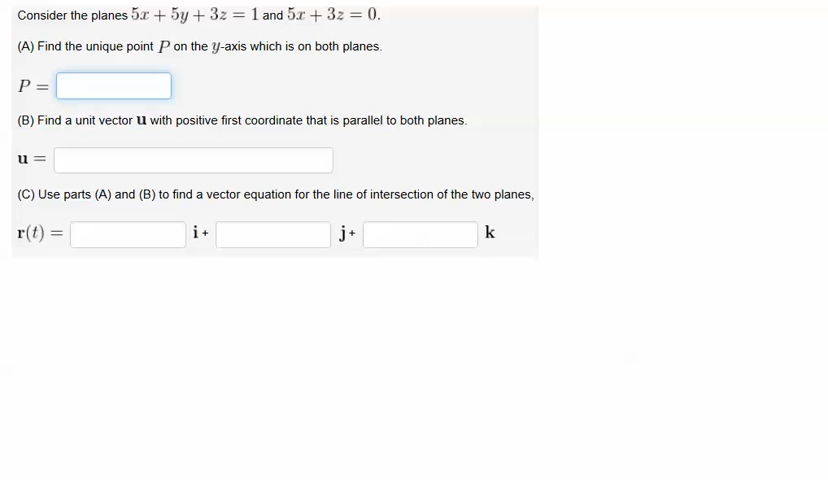 Consider the planes 5x + 5y + 3z = 1 and 5x + 3z = 0.
(A) Find the unique point P on the y-axis which is on both planes.
P =
(B) Find a unit vector u with positive first coordinate that is parallel to both planes.
u =
(C) Use parts (A) and (B) to find a vector equation for the line of intersection of the two planes,
r(t) = i + j + k